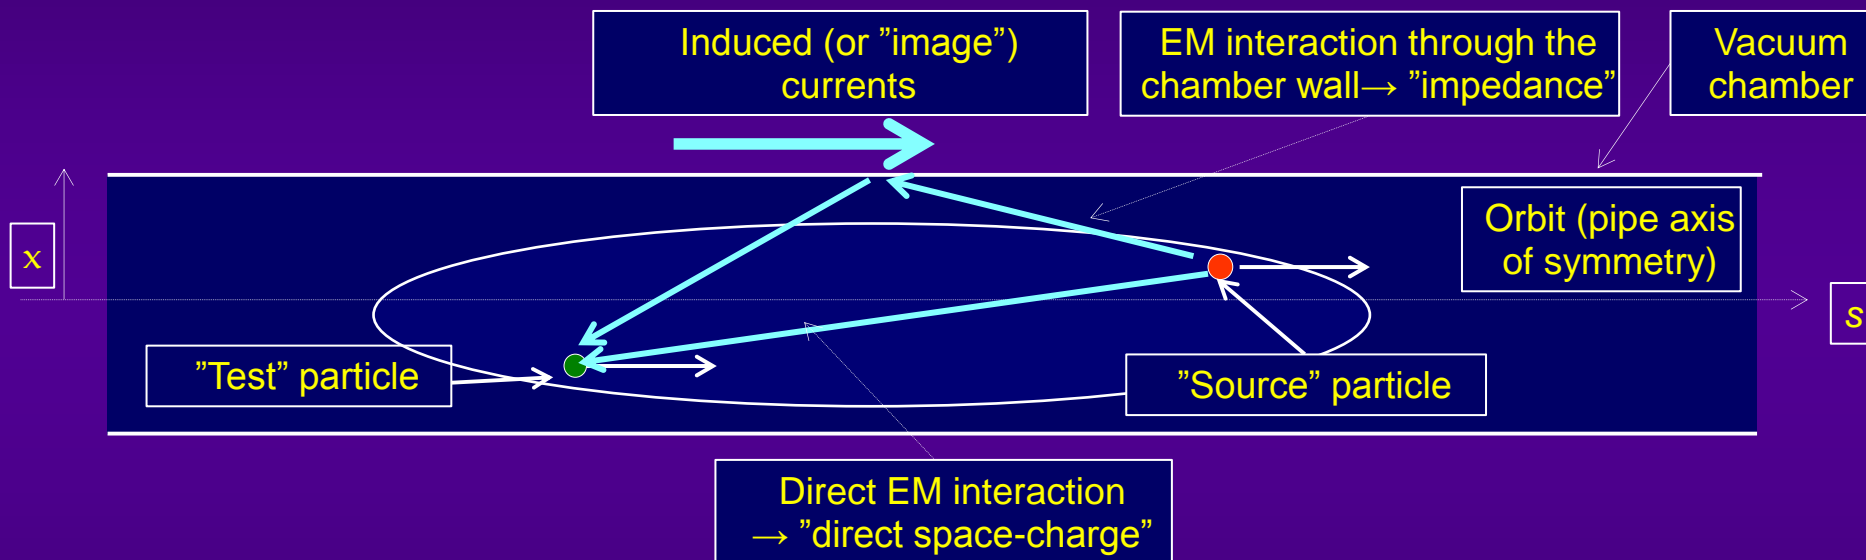 Induced (or ”image”)
currents
EM interaction through the
chamber wall→ ”impedance”
Vacuum
chamber
x
Orbit (pipe axis
of symmetry)
s
”Test” particle
”Source” particle
Direct EM interaction
→ ”direct space-charge”